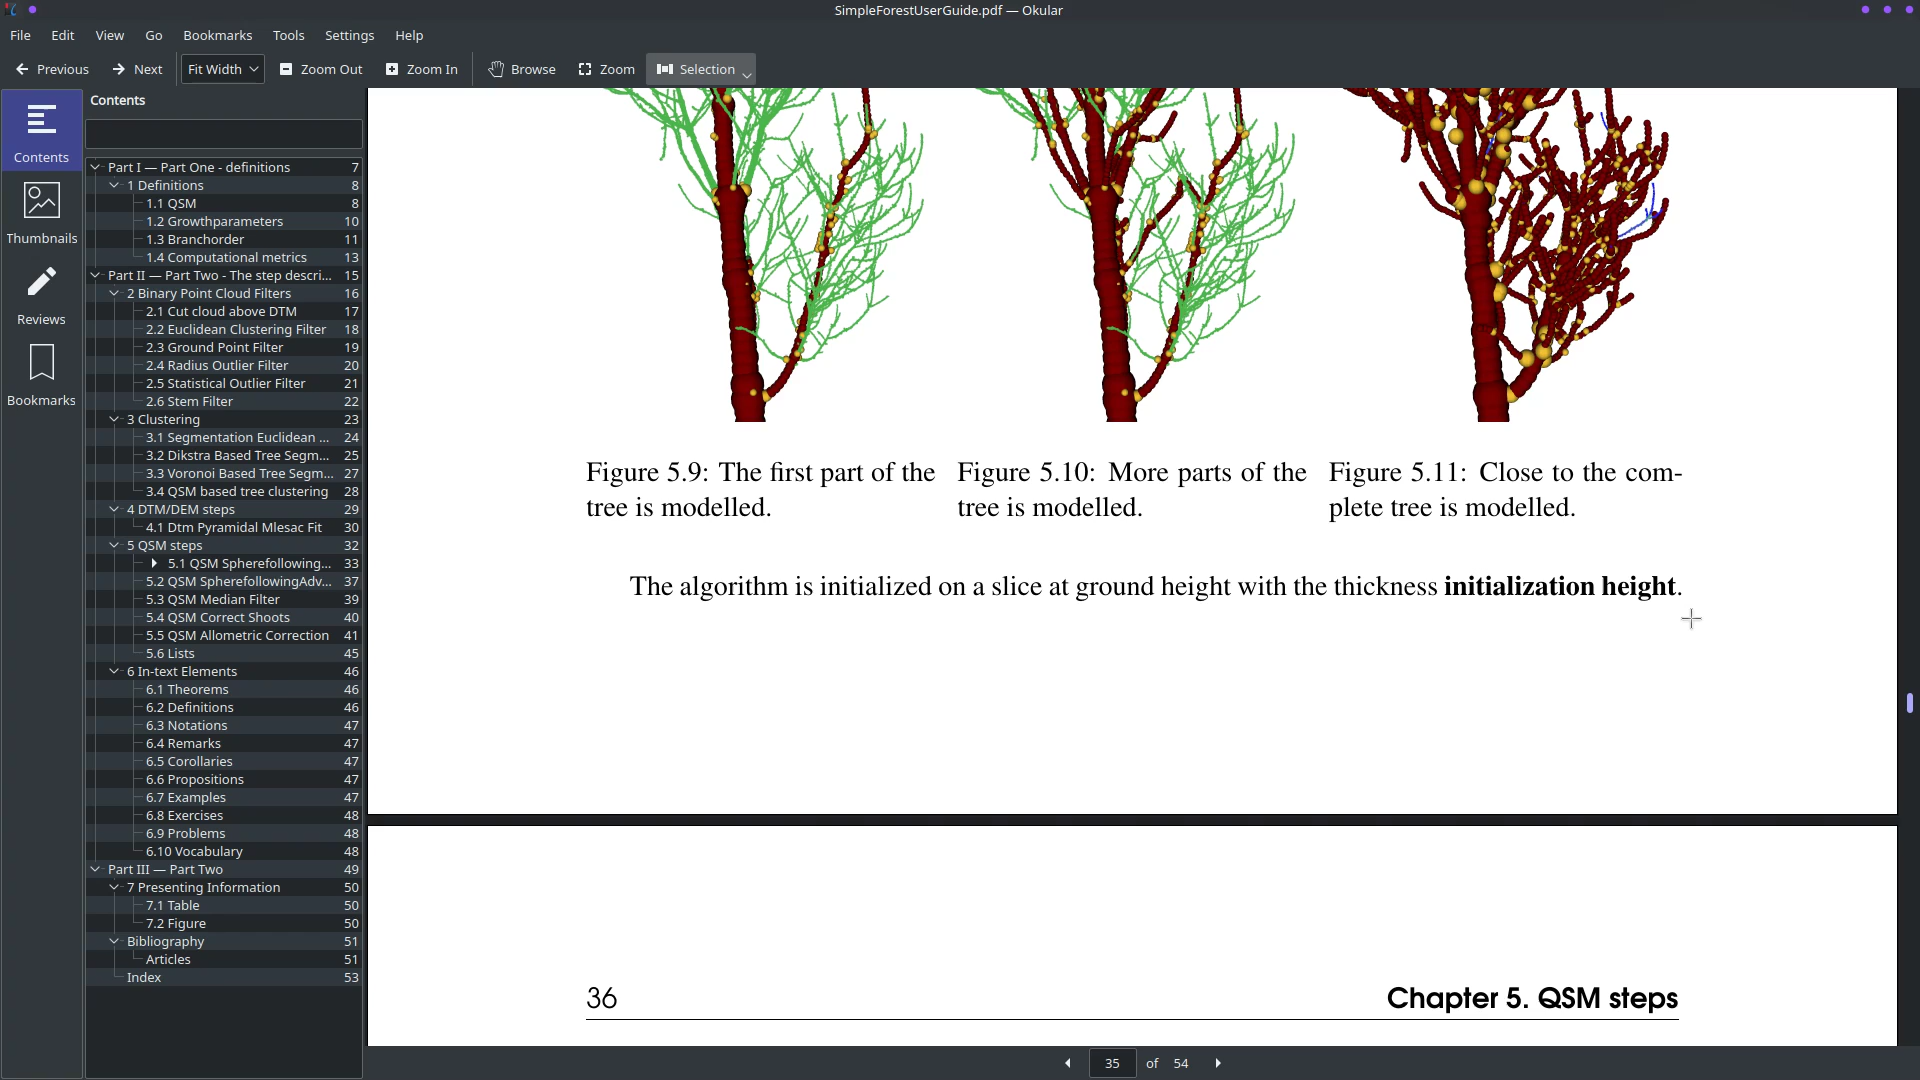 SimpleForestUserGuide.pdf — Okular
File Edit View Go Bookmarks Tools Settings Help
Previous Next Fit Width Zoom Out Zoom In Browse Zoom Selection
Contents
Contents
Thumbnails
Reviews
Bookmarks
Part I — Part One - definitions 7
1 Definitions 8
1.1 QSM 8
1.2 Growthparameters 10
1.3 Branchorder 11
1.4 Computational metrics 13
Part II — Part Two - The step descri... 15
2 Binary Point Cloud Filters 16
2.1 Cut cloud above DTM 17
2.2 Euclidean Clustering Filter 18
2.3 Ground Point Filter 19
2.4 Radius Outlier Filter 20
2.5 Statistical Outlier Filter 21
2.6 Stem Filter 22
3 Clustering 23
3.1 Segmentation Euclidean ... 24
3.2 Dikstra Based Tree Segm... 25
3.3 Voronoi Based Tree Segm... 27
3.4 QSM based tree clustering 28
4 DTM/DEM steps 29
4.1 Dtm Pyramidal Mlesac Fit 30
5 QSM steps 32
5.1 QSM Spherefollowing... 33
5.2 QSM SpherefollowingAdv... 37
5.3 QSM Median Filter 39
5.4 QSM Correct Shoots 40
5.5 QSM Allometric Correction 41
5.6 Lists 45
6 In-text Elements 46
6.1 Theorems 46
6.2 Definitions 46
6.3 Notations 47
6.4 Remarks 47
6.5 Corollaries 47
6.6 Propositions 47
6.7 Examples 47
6.8 Exercises 48
6.9 Problems 48
6.10 Vocabulary 48
Part III — Part Two 49
7 Presenting Information 50
7.1 Table 50
7.2 Figure 50
Bibliography 51
Articles 51
Index 53
Figure 5.9: The first part of the
tree is modelled.
Figure 5.10: More parts of the
tree is modelled.
Figure 5.11: Close to the com-
plete tree is modelled.
The algorithm is initialized on a slice at ground height with the thickness initialization height.
36 Chapter 5. QSM steps
35 of 54